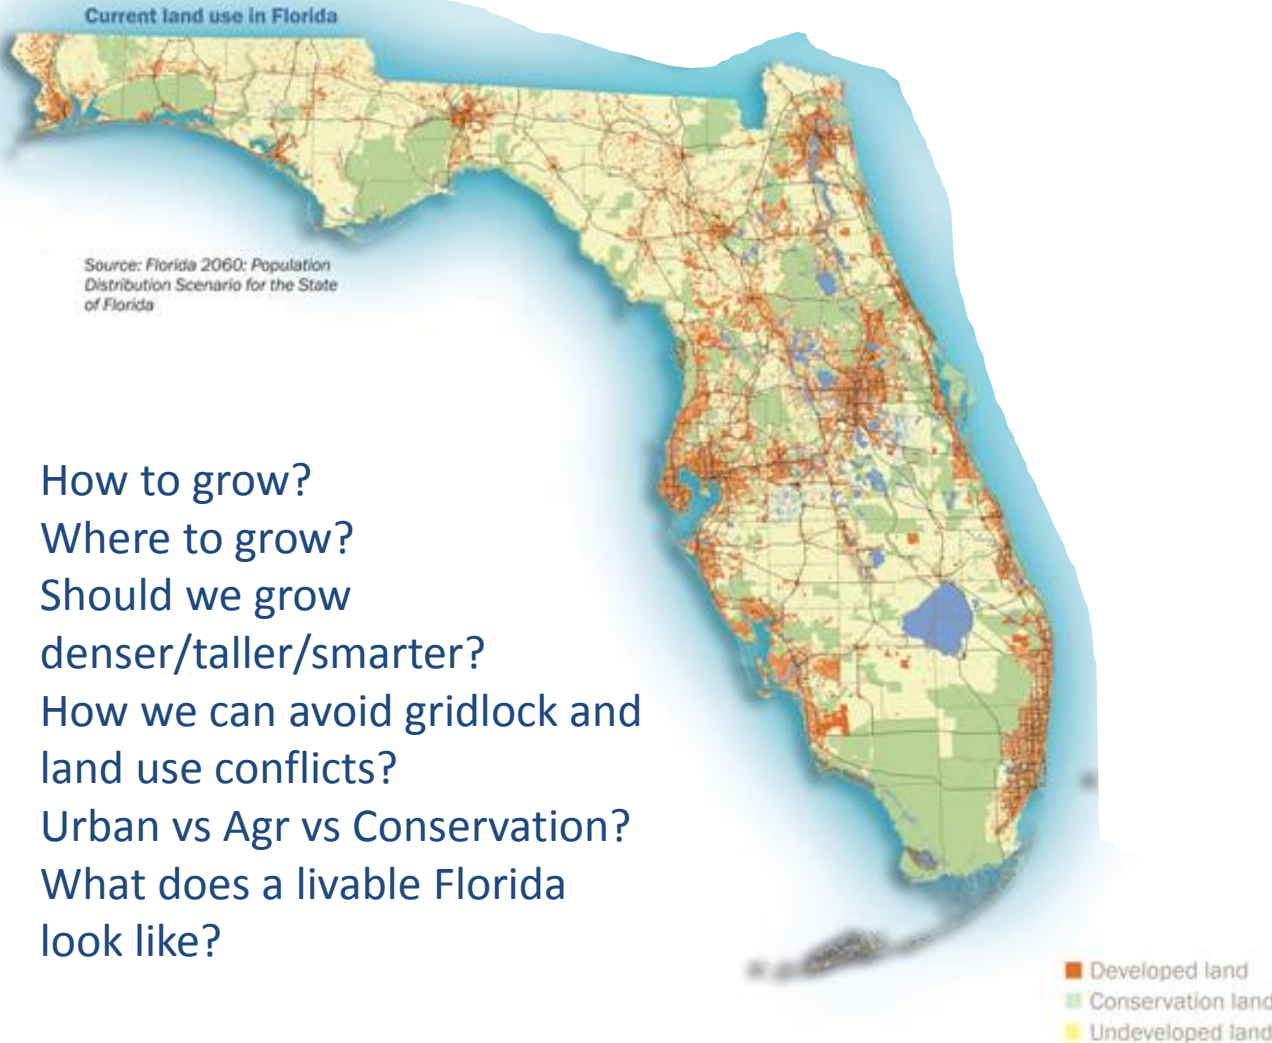 Current land use in Florida
Source: Florida 2060: Population
Distribution Scenario for the State
of Florida
How to grow?
Where to grow?
Should we grow
denser/taller/smarter?
How we can avoid gridlock and
land use conflicts?
Urban vs Agr vs Conservation?
What does a livable Florida
look like?
Developed land
Conservation land
Undeveloped land